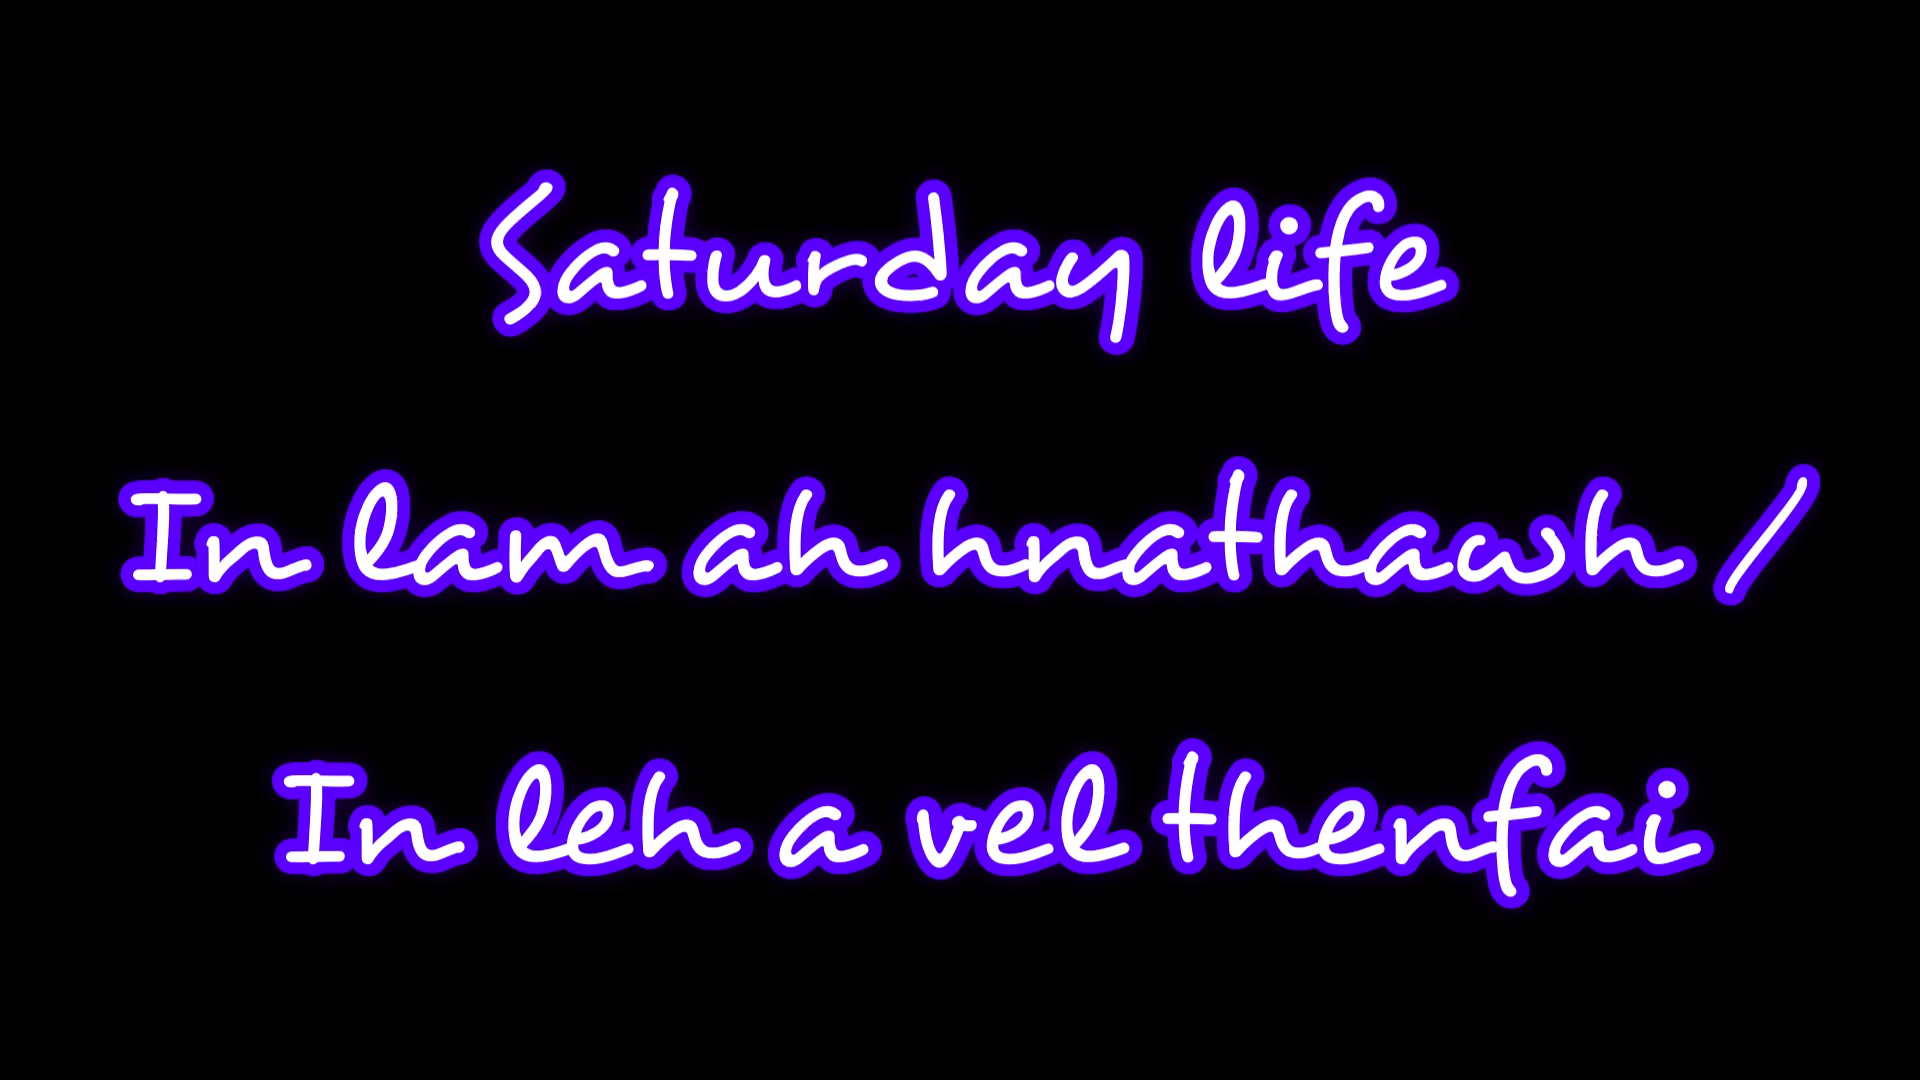 Saturday life
In lam ah hnathawh /
In leh a vel thenfai